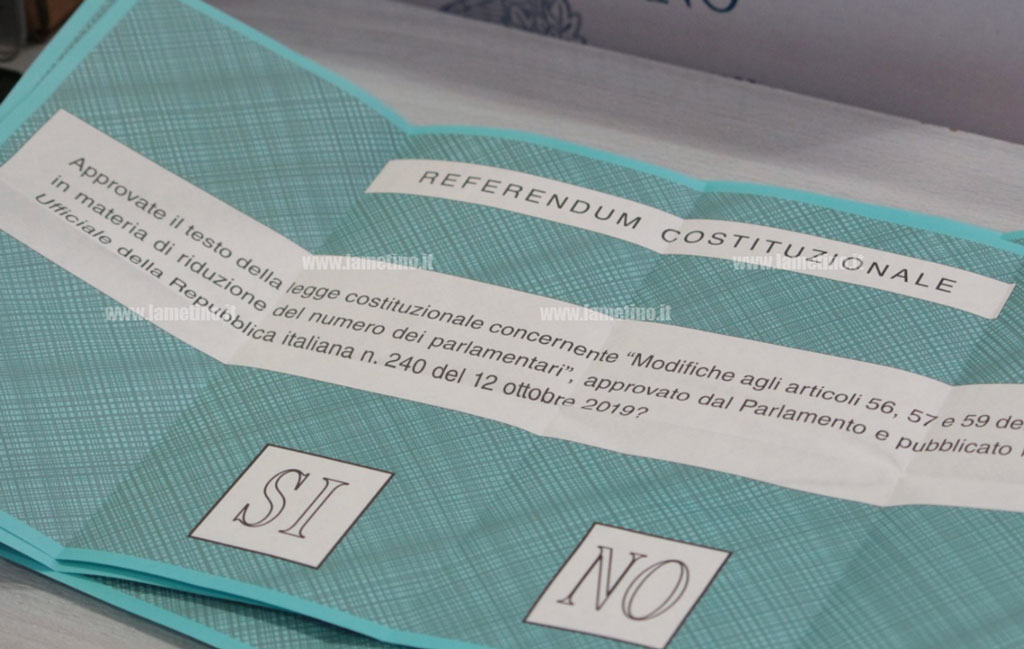 NO
REFERENDUM COSTITUZIONALE
Approvate il testo della legge costituzionale concernente “Modifiche agli articoli 56, 57 e 59 de
in materia di riduzione del numero dei parlamentari”, approvato dal Parlamento e pubblicato
Ufficiale della Repubblica italiana n. 240 del 12 ottobre 2019?
www.lametino.it
www.lametino.it
www.lametino.it
www.lametino.it
SI
NO